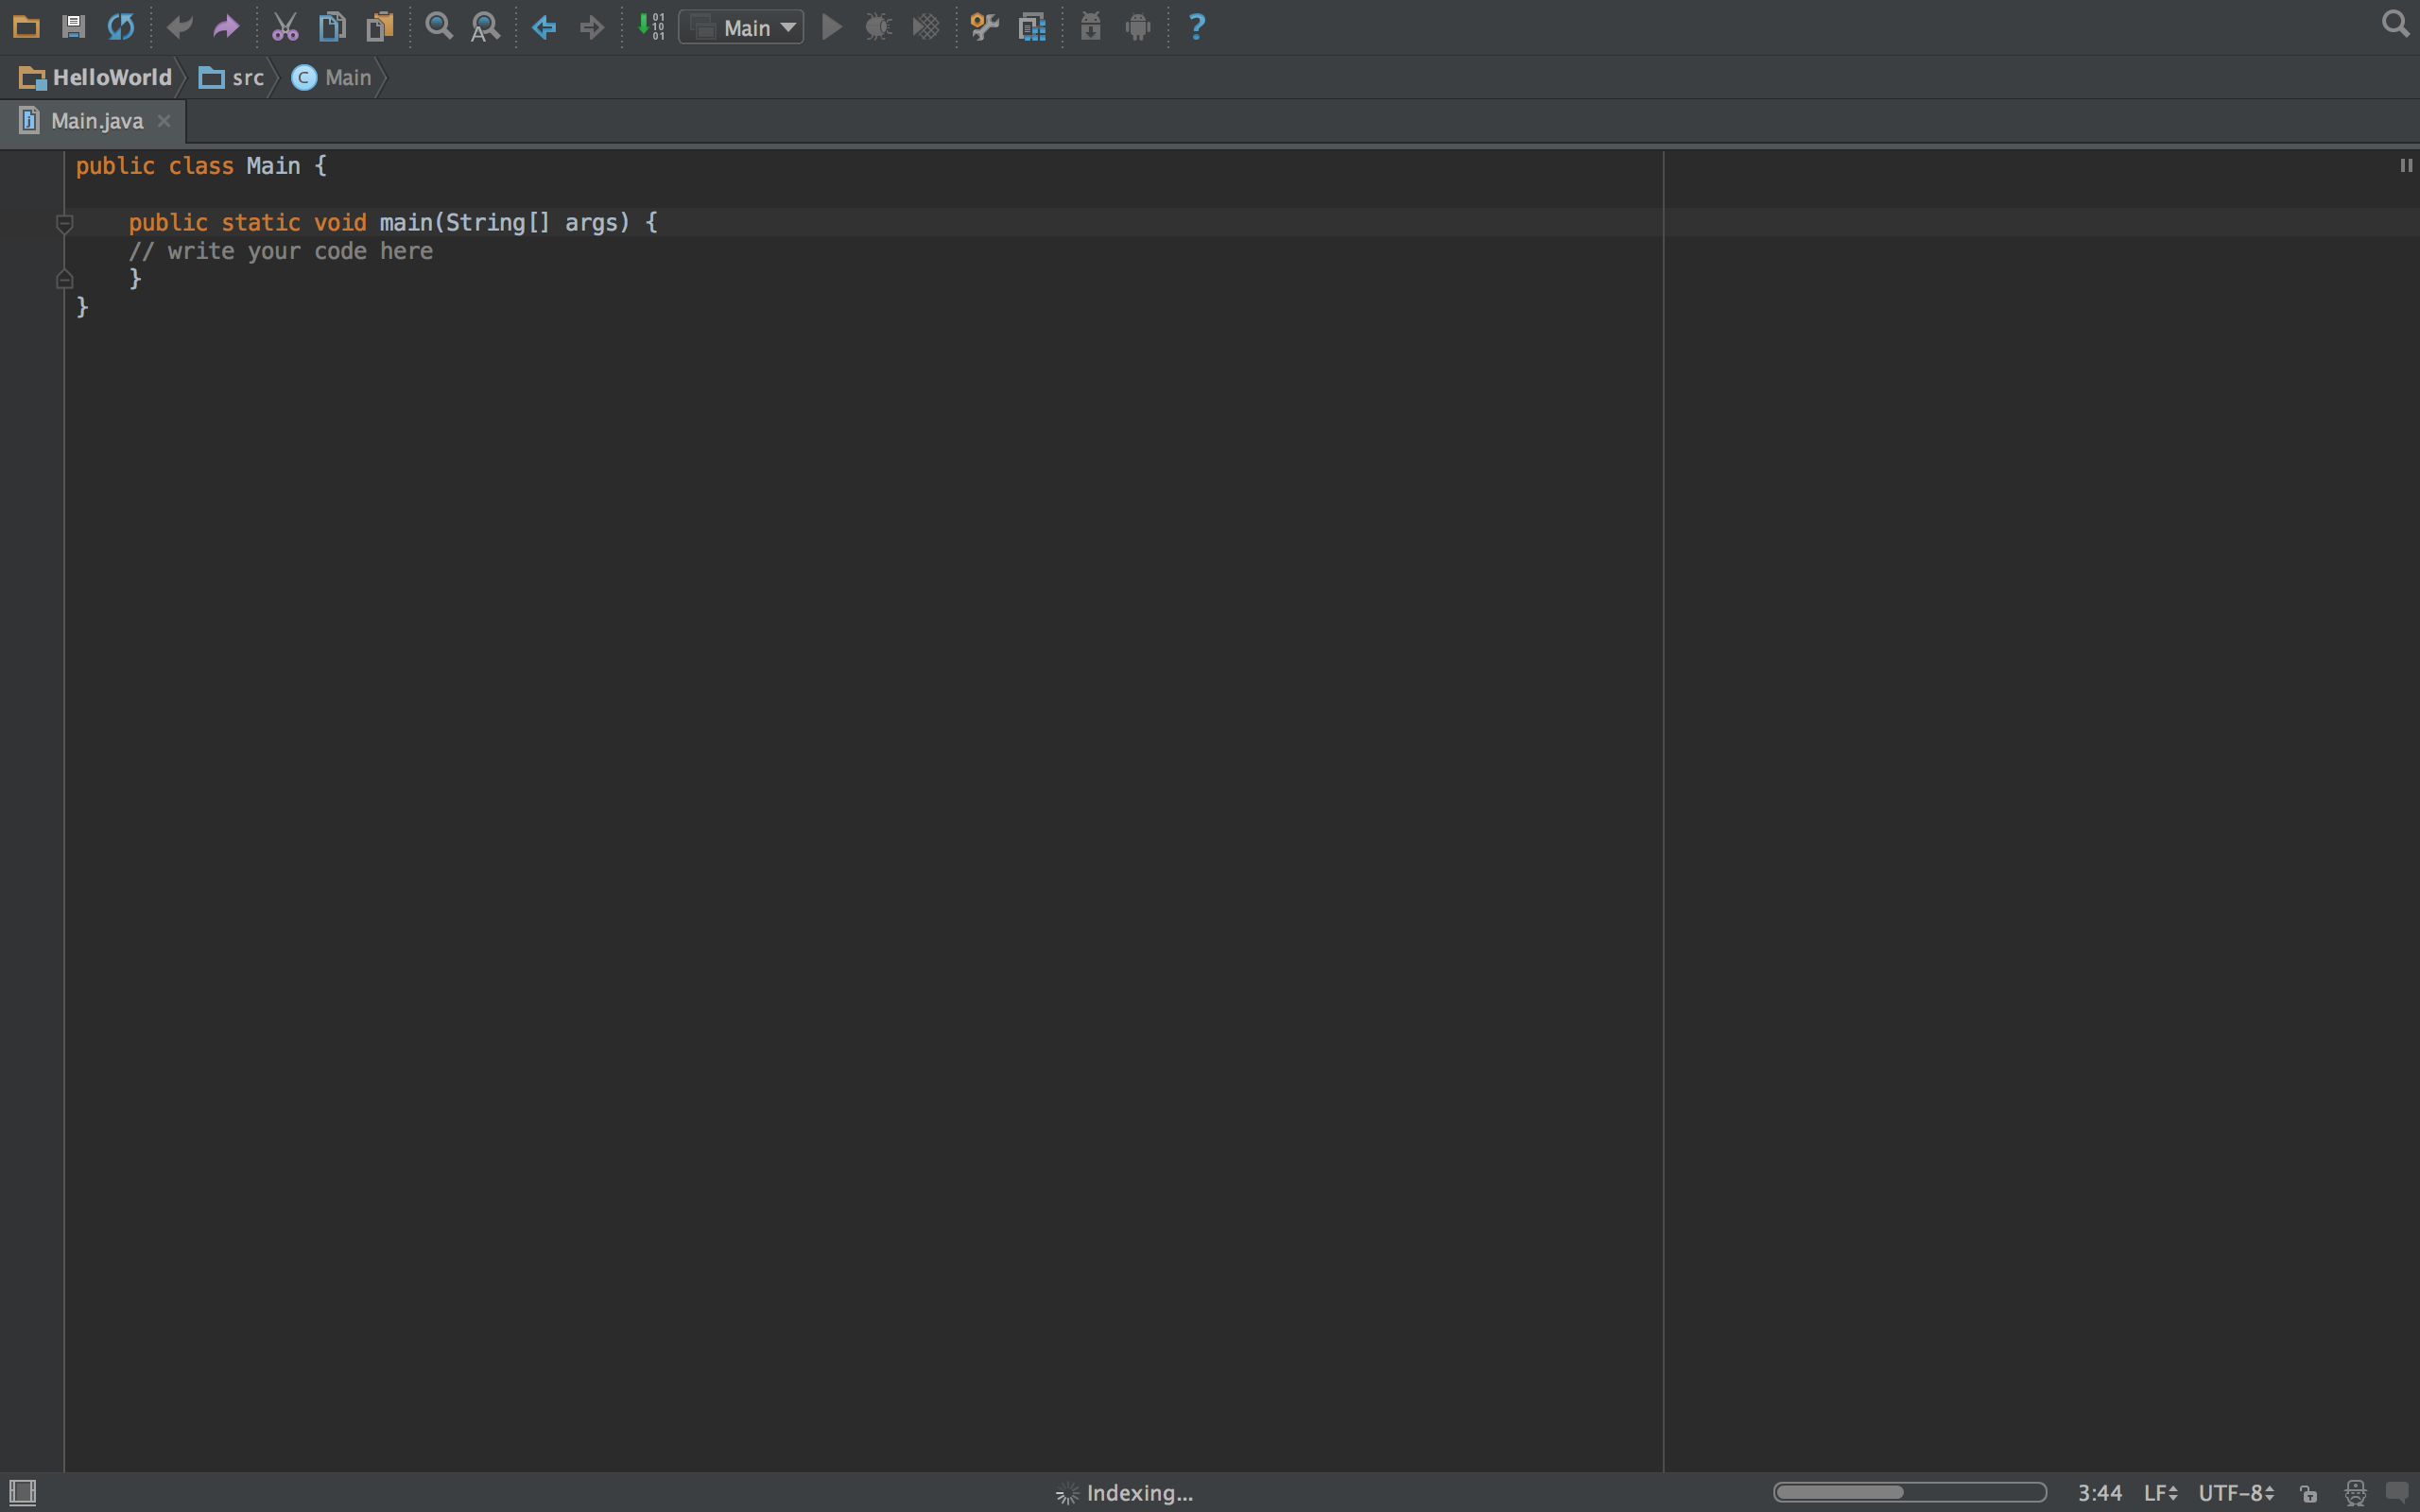 Main
HelloWorld src Main
Main.java
public class Main {
public static void main(String[] args) {
// write your code here
}
}
Indexing... 3:44 LF UTF-8